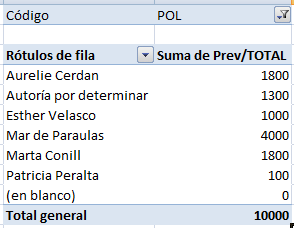 Código POL
Rótulos de fila Suma de Prev/TOTAL
Aurelie Cerdan 1800
Autoría por determinar 1300
Esther Velasco 1000
Mar de Paraulas 4000
Marta Conill 1800
Patricia Peralta 100
(en blanco) 0
Total general 10000